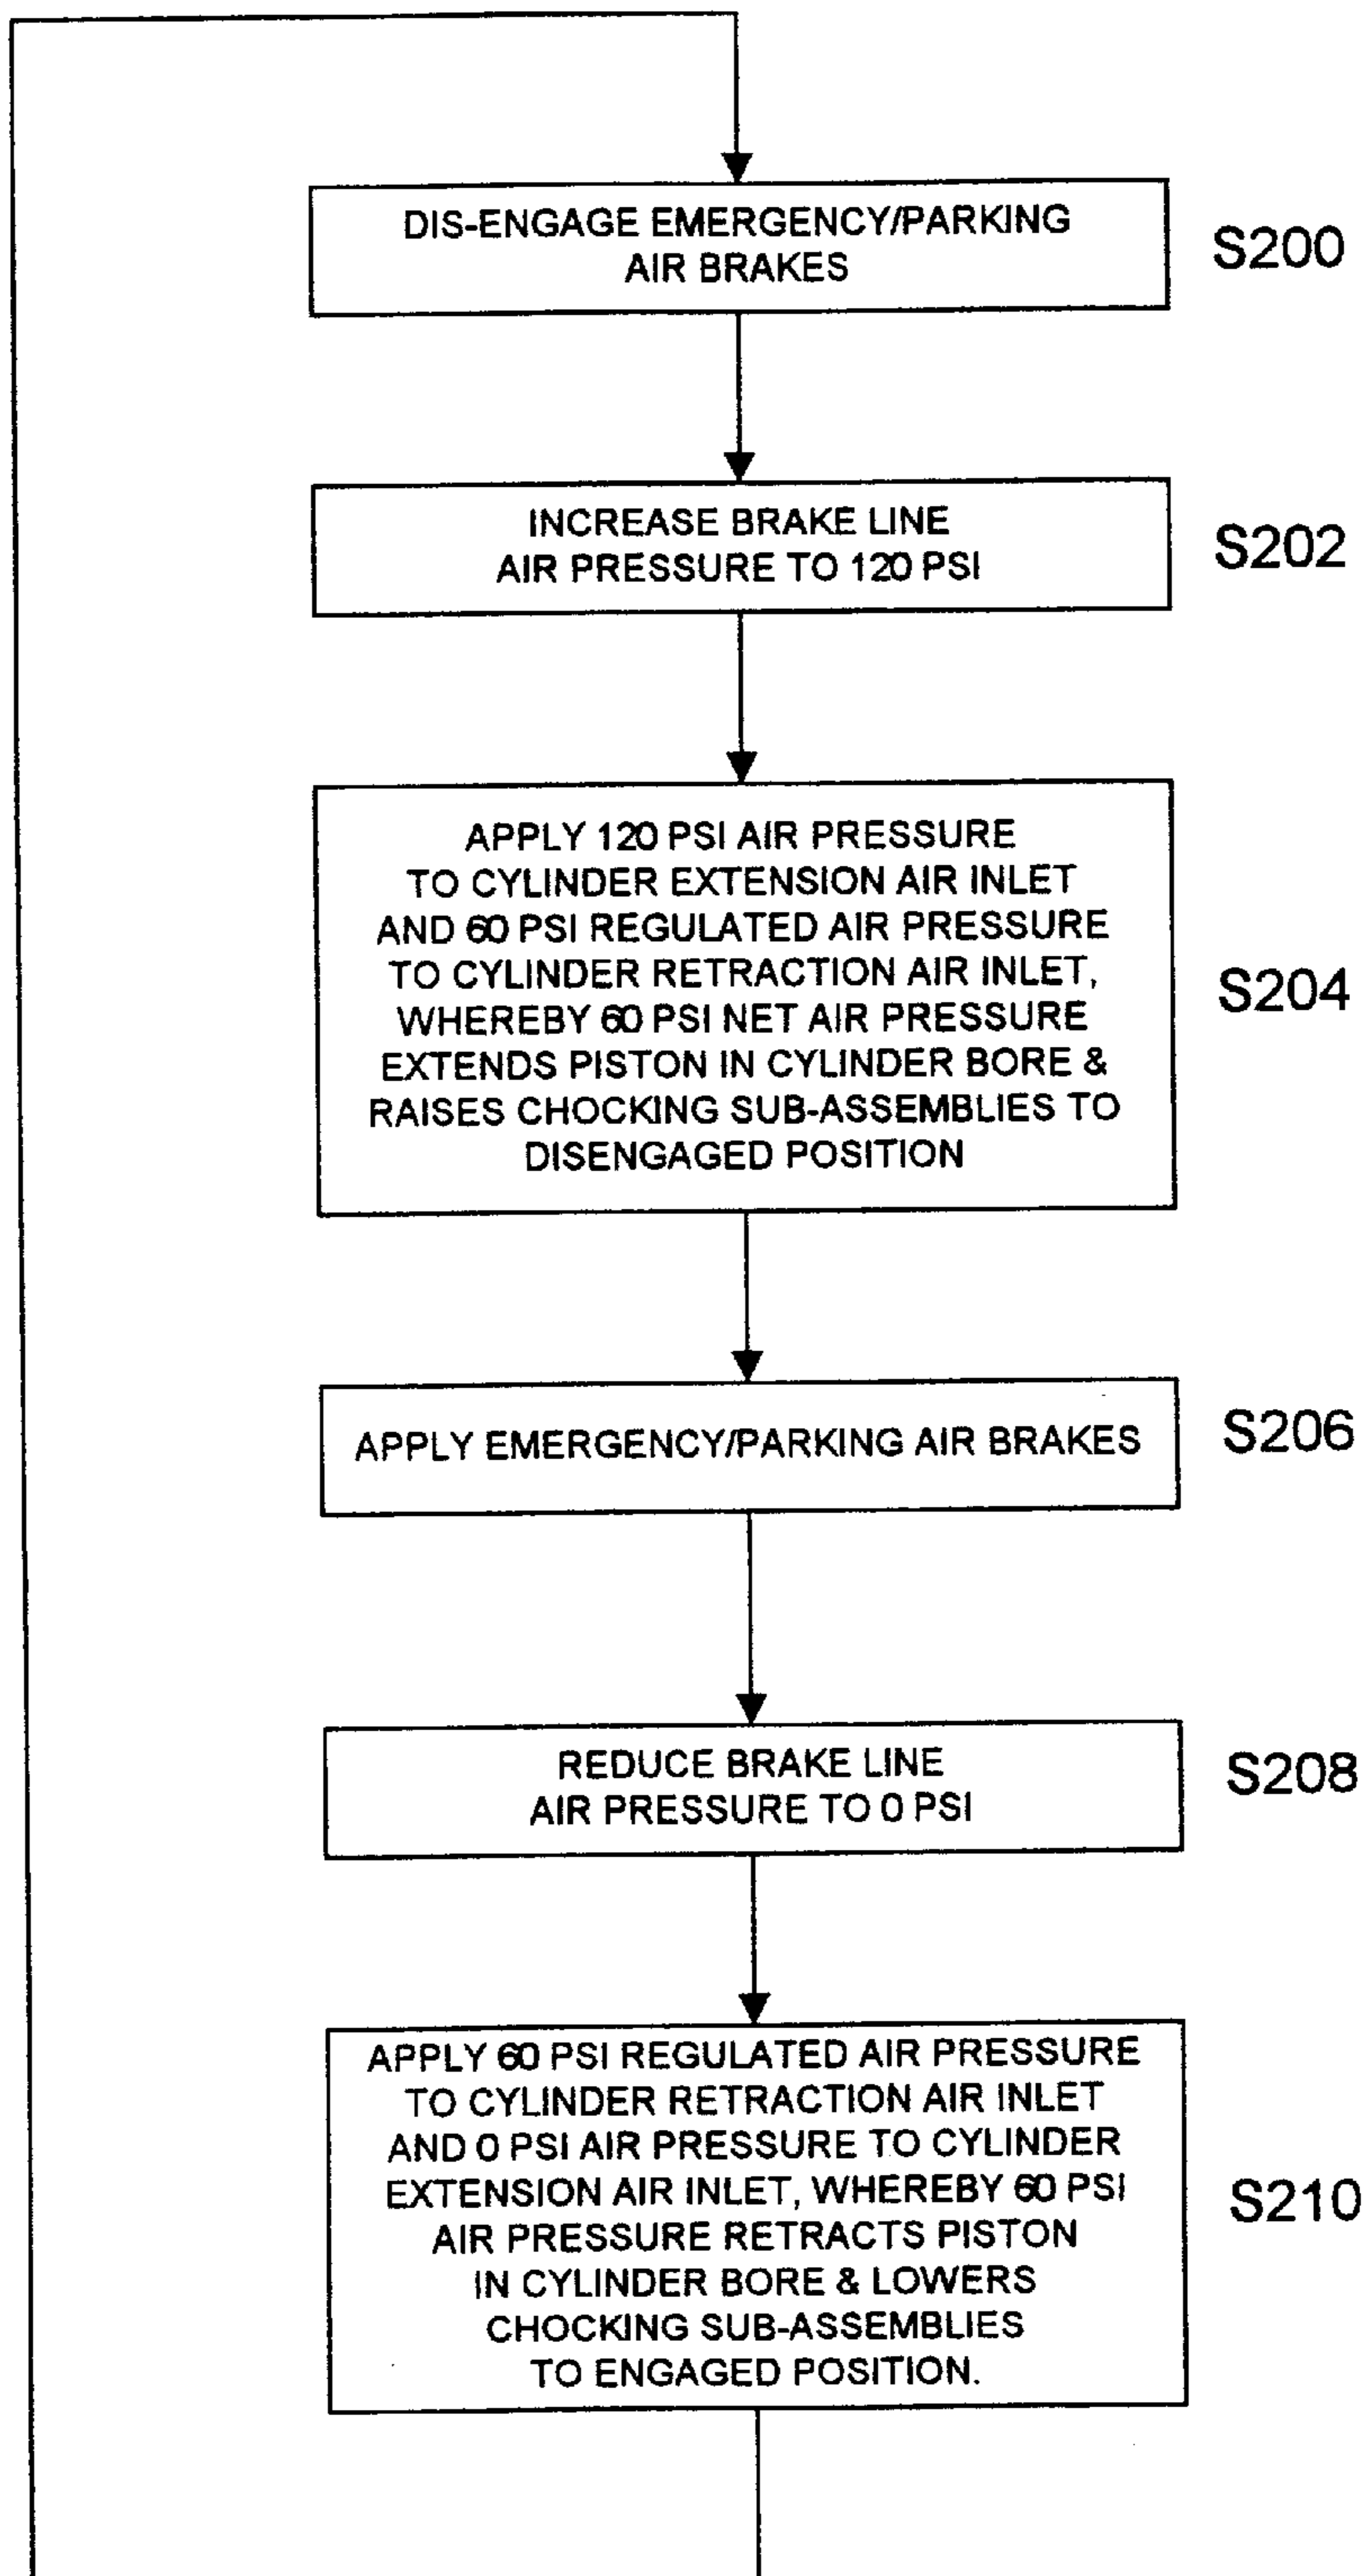 DIS-ENGAGE EMERGENCY/PARKING
AIR BRAKES
S200
INCREASE BRAKE LINE
AIR PRESSURE TO 120 PSI
S202
APPLY 120 PSI AIR PRESSURE
TO CYLINDER EXTENSION AIR INLET
AND 60 PSI REGULATED AIR PRESSURE
TO CYLINDER RETRACTION AIR INLET,
WHEREBY 60 PSI NET AIR PRESSURE
EXTENDS PISTON IN CYLINDER BORE &
RAISES CHOCKING SUB-ASSEMBLIES TO
DISENGAGED POSITION
S204
APPLY EMERGENCY/PARKING AIR BRAKES
S206
REDUCE BRAKE LINE
AIR PRESSURE TO 0 PSI
S208
APPLY 60 PSI REGULATED AIR PRESSURE
TO CYLINDER RETRACTION AIR INLET
AND 0 PSI AIR PRESSURE TO CYLINDER
EXTENSION AIR INLET, WHEREBY 60 PSI
AIR PRESSURE RETRACTS PISTON
IN CYLINDER BORE & LOWERS
CHOCKING SUB-ASSEMBLIES
TO ENGAGED POSITION.
S210